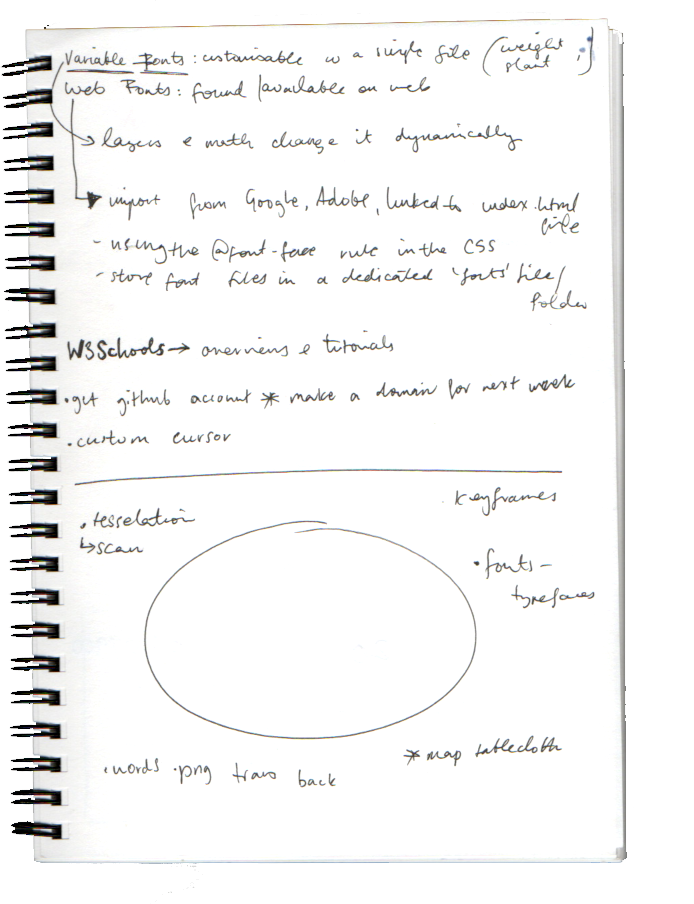 Variable Fonts: customisable w a single file (weight
slant ;)
Web Fonts: found/available on web
layers & math change it dynamically
import from Google, Adobe, linked to index.html
file
- using the @font-face rule in the CSS
- store font files in a dedicated 'fonts' file/
folder
W3Schools → overviews & tutorials
• get github account * make a domain for next week
• custom cursor
• tesselation
↳ scan
. keyframes
• fonts -
typefaces
* map tablecloth
• words .png trans back